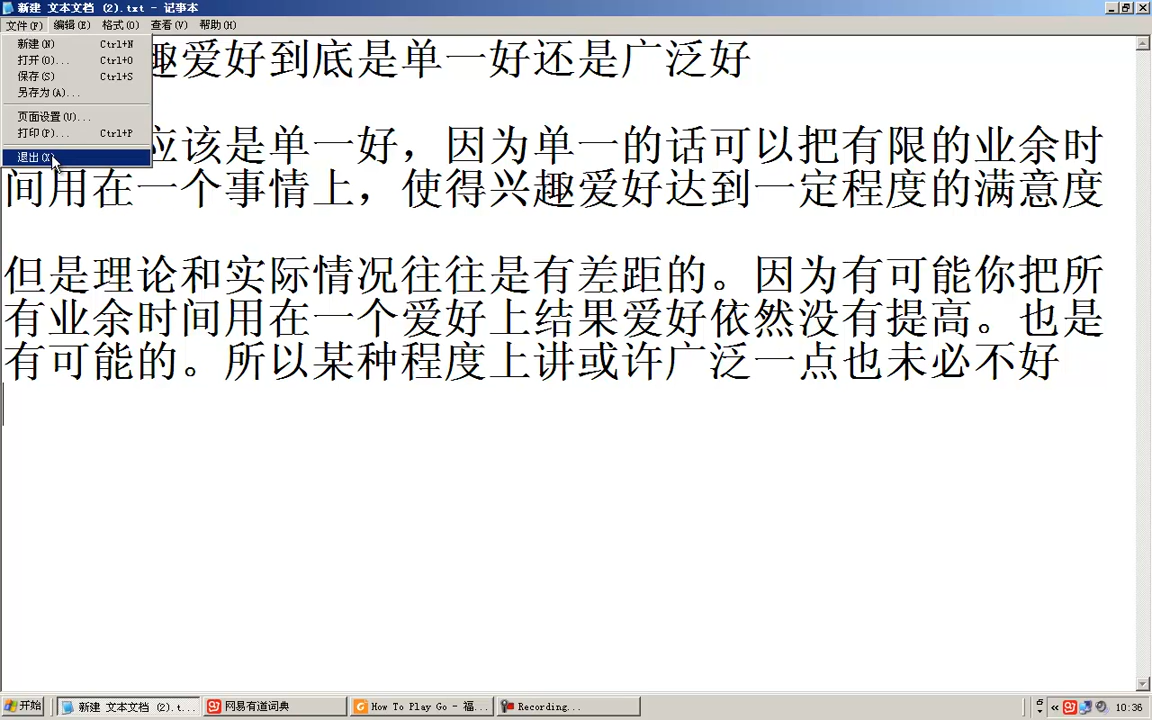 新建 文本文档 (2).txt - 记事本
文件(F) 编辑(E) 格式(O) 查看(V) 帮助(H)
新建(N) Ctrl+N
打开(O)... Ctrl+O
保存(S) Ctrl+S
另存为(A)...
页面设置(U)...
打印(P)... Ctrl+P
退出(X)
趣爱好到底是单一好还是广泛好
应该是单一好，因为单一的话可以把有限的业余时
间用在一个事情上，使得兴趣爱好达到一定程度的满意度
但是理论和实际情况往往是有差距的。因为有可能你把所
有业余时间用在一个爱好上结果爱好依然没有提高。也是
有可能的。所以某种程度上讲或许广泛一点也未必不好
开始 新建 文本文档 (2).t... 网易有道词典 How To Play Go - 福... Recording... « 10:36